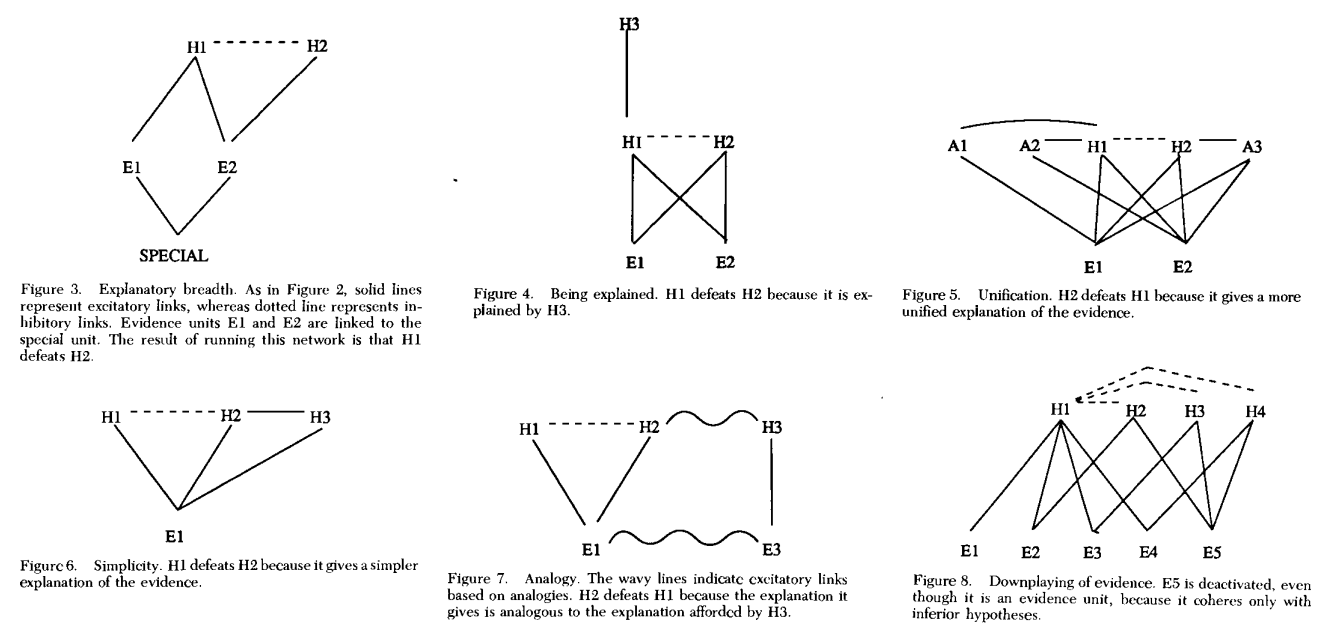 H1 H2
E1 E2
SPECIAL
Figure 3. Explanatory breadth. As in Figure 2, solid lines
represent excitatory links, whereas dotted line represents in-
hibitory links. Evidence units E1 and E2 are linked to the
special unit. The result of running this network is that H1
defeats H2.
H3
H1 H2
E1 E2
Figure 4. Being explained. H1 defeats H2 because it is ex-
plained by H3.
A1 A2 H1 H2 A3
E1 E2
Figure 5. Unification. H2 defeats H1 because it gives a more
unified explanation of the evidence.
H1 H2 H3
E1
Figure 6. Simplicity. H1 defeats H2 because it gives a simpler
explanation of the evidence.
H1 H2 H3
E1 E3
Figure 7. Analogy. The wavy lines indicate excitatory links
based on analogies. H2 defeats H1 because the explanation it
gives is analogous to the explanation afforded by H3.
H1 H2 H3 H4
E1 E2 E3 E4 E5
Figure 8. Downplaying of evidence. E5 is deactivated, even
though it is an evidence unit, because it coheres only with
inferior hypotheses.